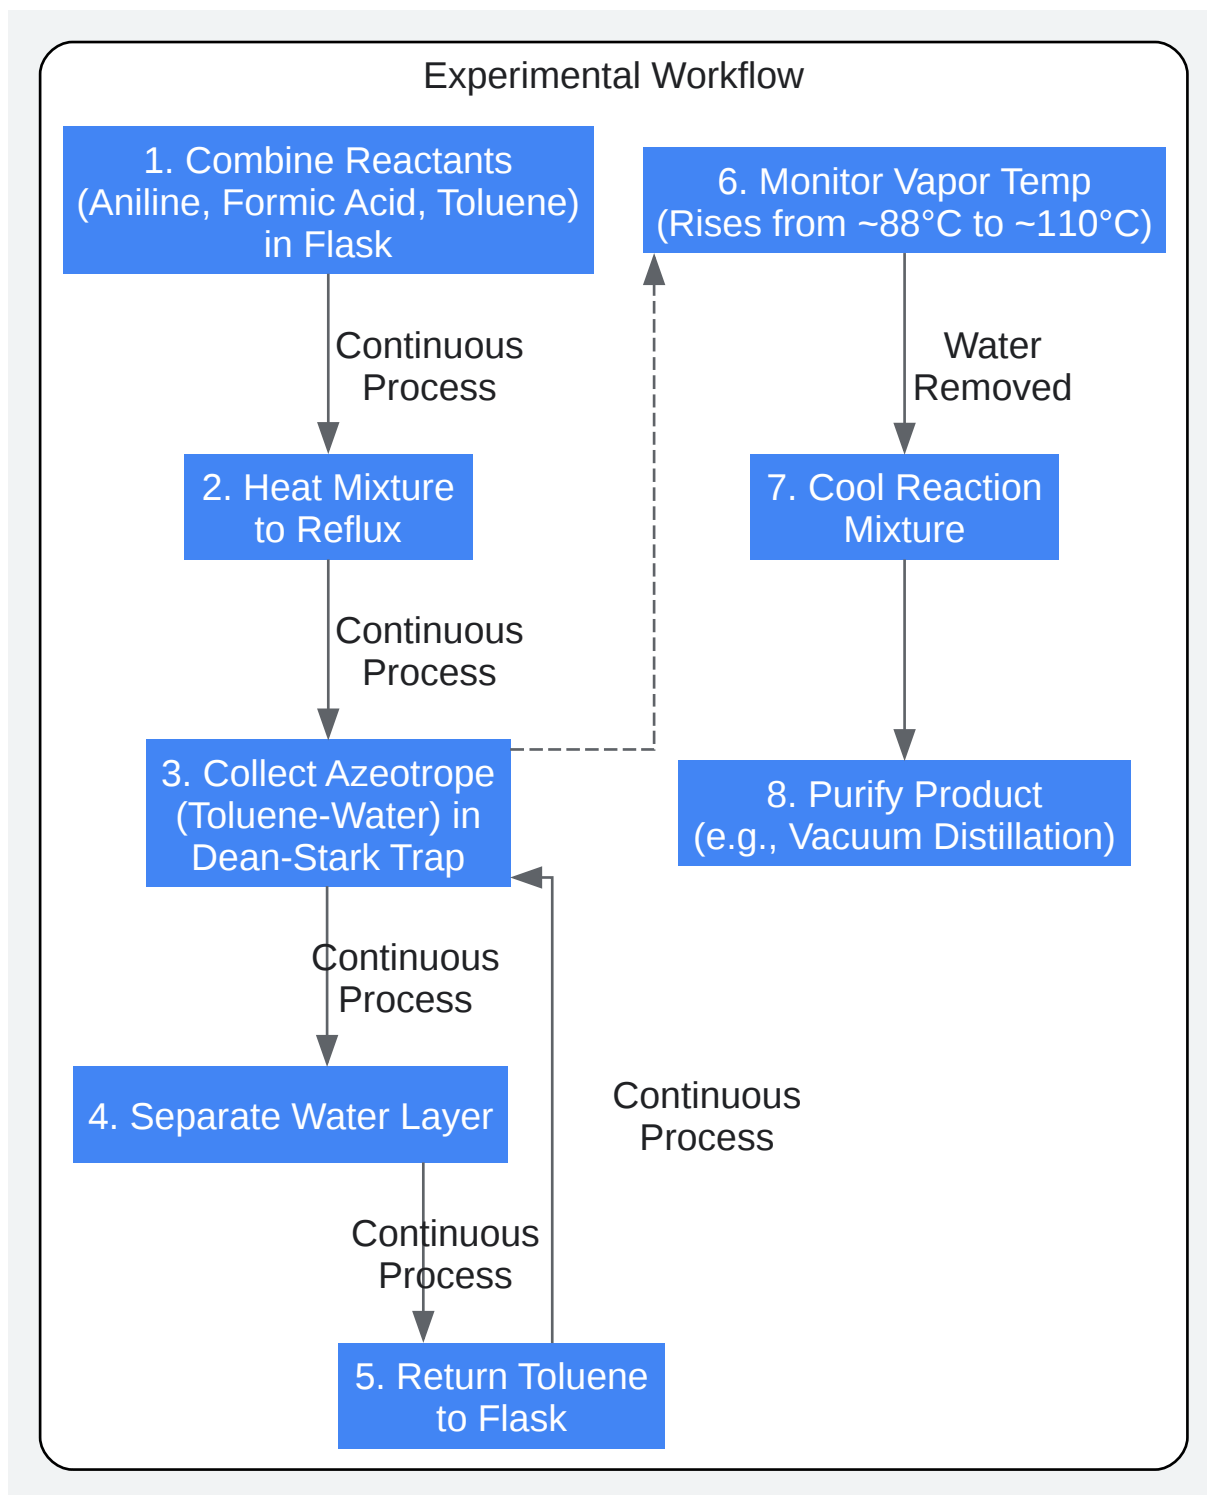 Experimental Workflow
1. Combine Reactants
(Aniline, Formic Acid, Toluene)
in Flask
Continuous
Process
2. Heat Mixture
to Reflux
Continuous
Process
3. Collect Azeotrope
(Toluene-Water) in
Dean-Stark Trap
Continuous
Process
4. Separate Water Layer
Continuous
Process
5. Return Toluene
to Flask
Continuous
Process
6. Monitor Vapor Temp
(Rises from ~88°C to ~110°C)
Water
Removed
7. Cool Reaction
Mixture
8. Purify Product
(e.g., Vacuum Distillation)